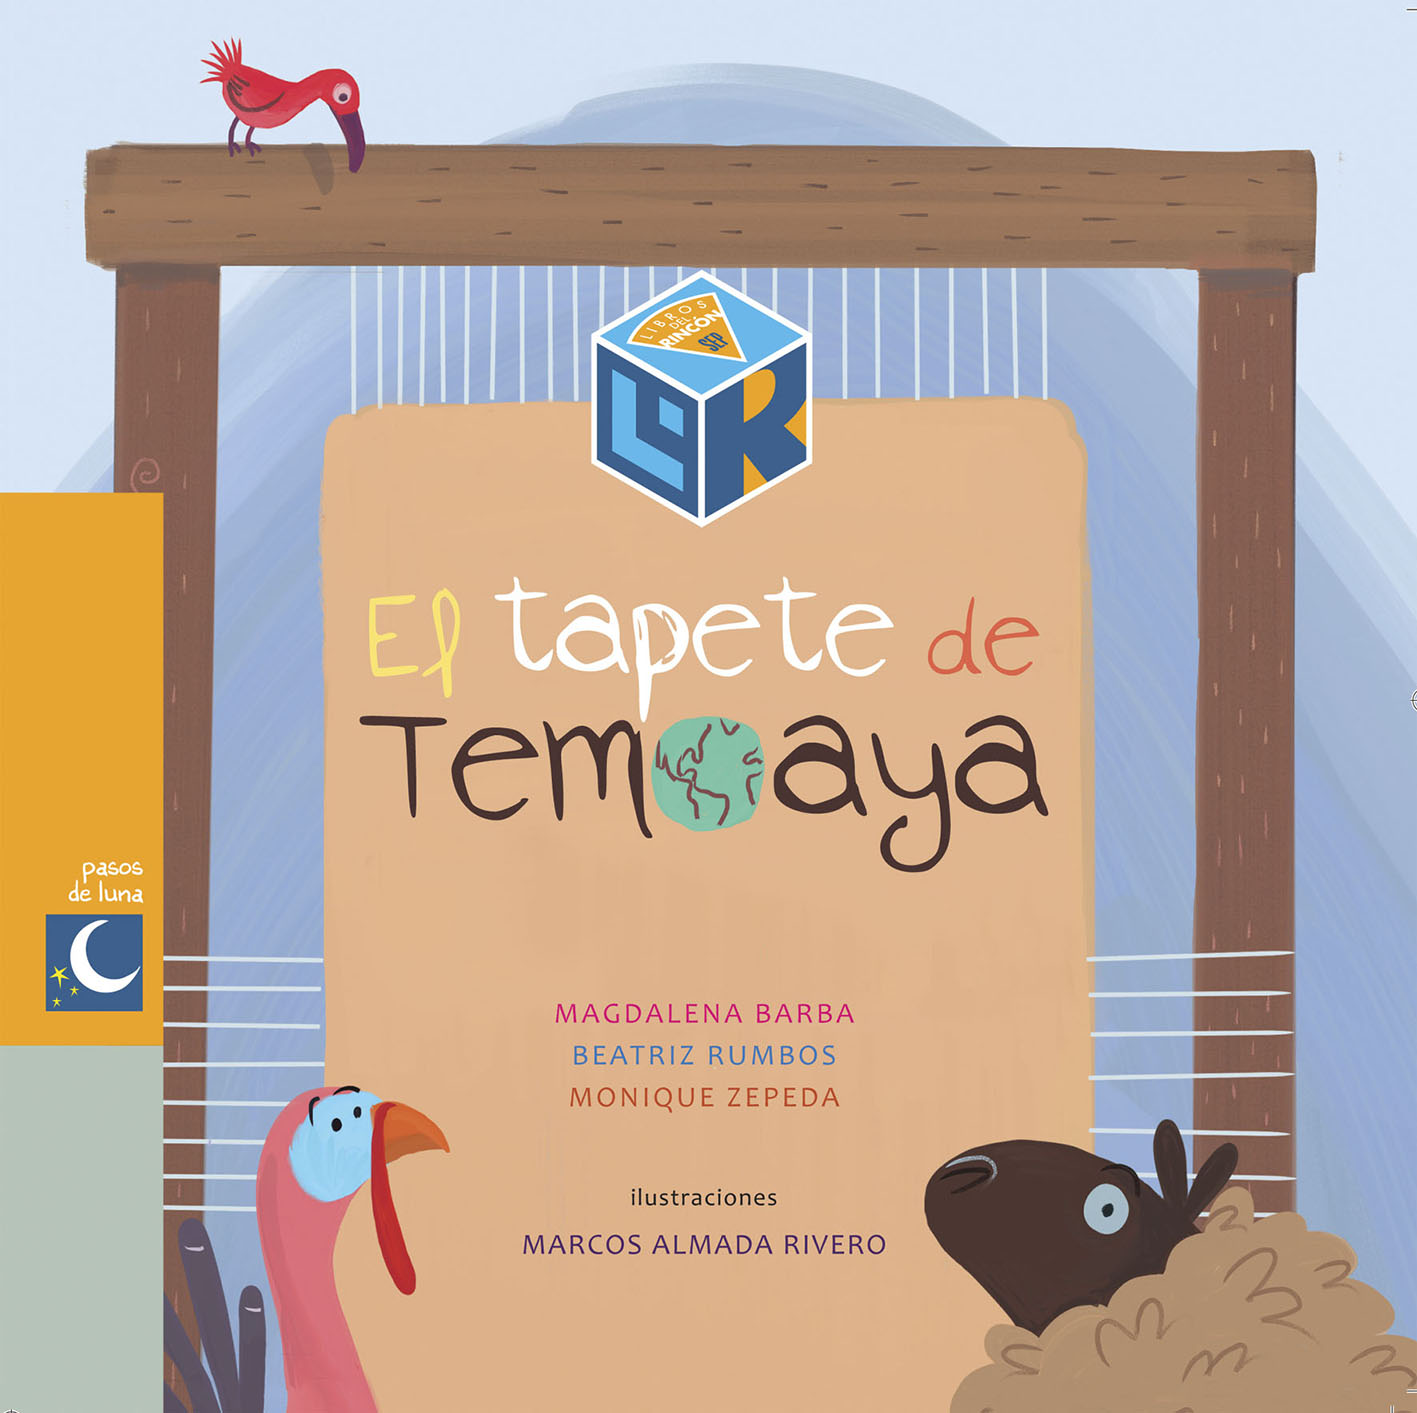 LIBROS
DEL
RINCÓN
SEP
LR
El tapete de
Temoaya
pasos
de luna
MAGDALENA BARBA
BEATRIZ RUMBOS
MONIQUE ZEPEDA
ilustraciones
MARCOS ALMADA RIVERO